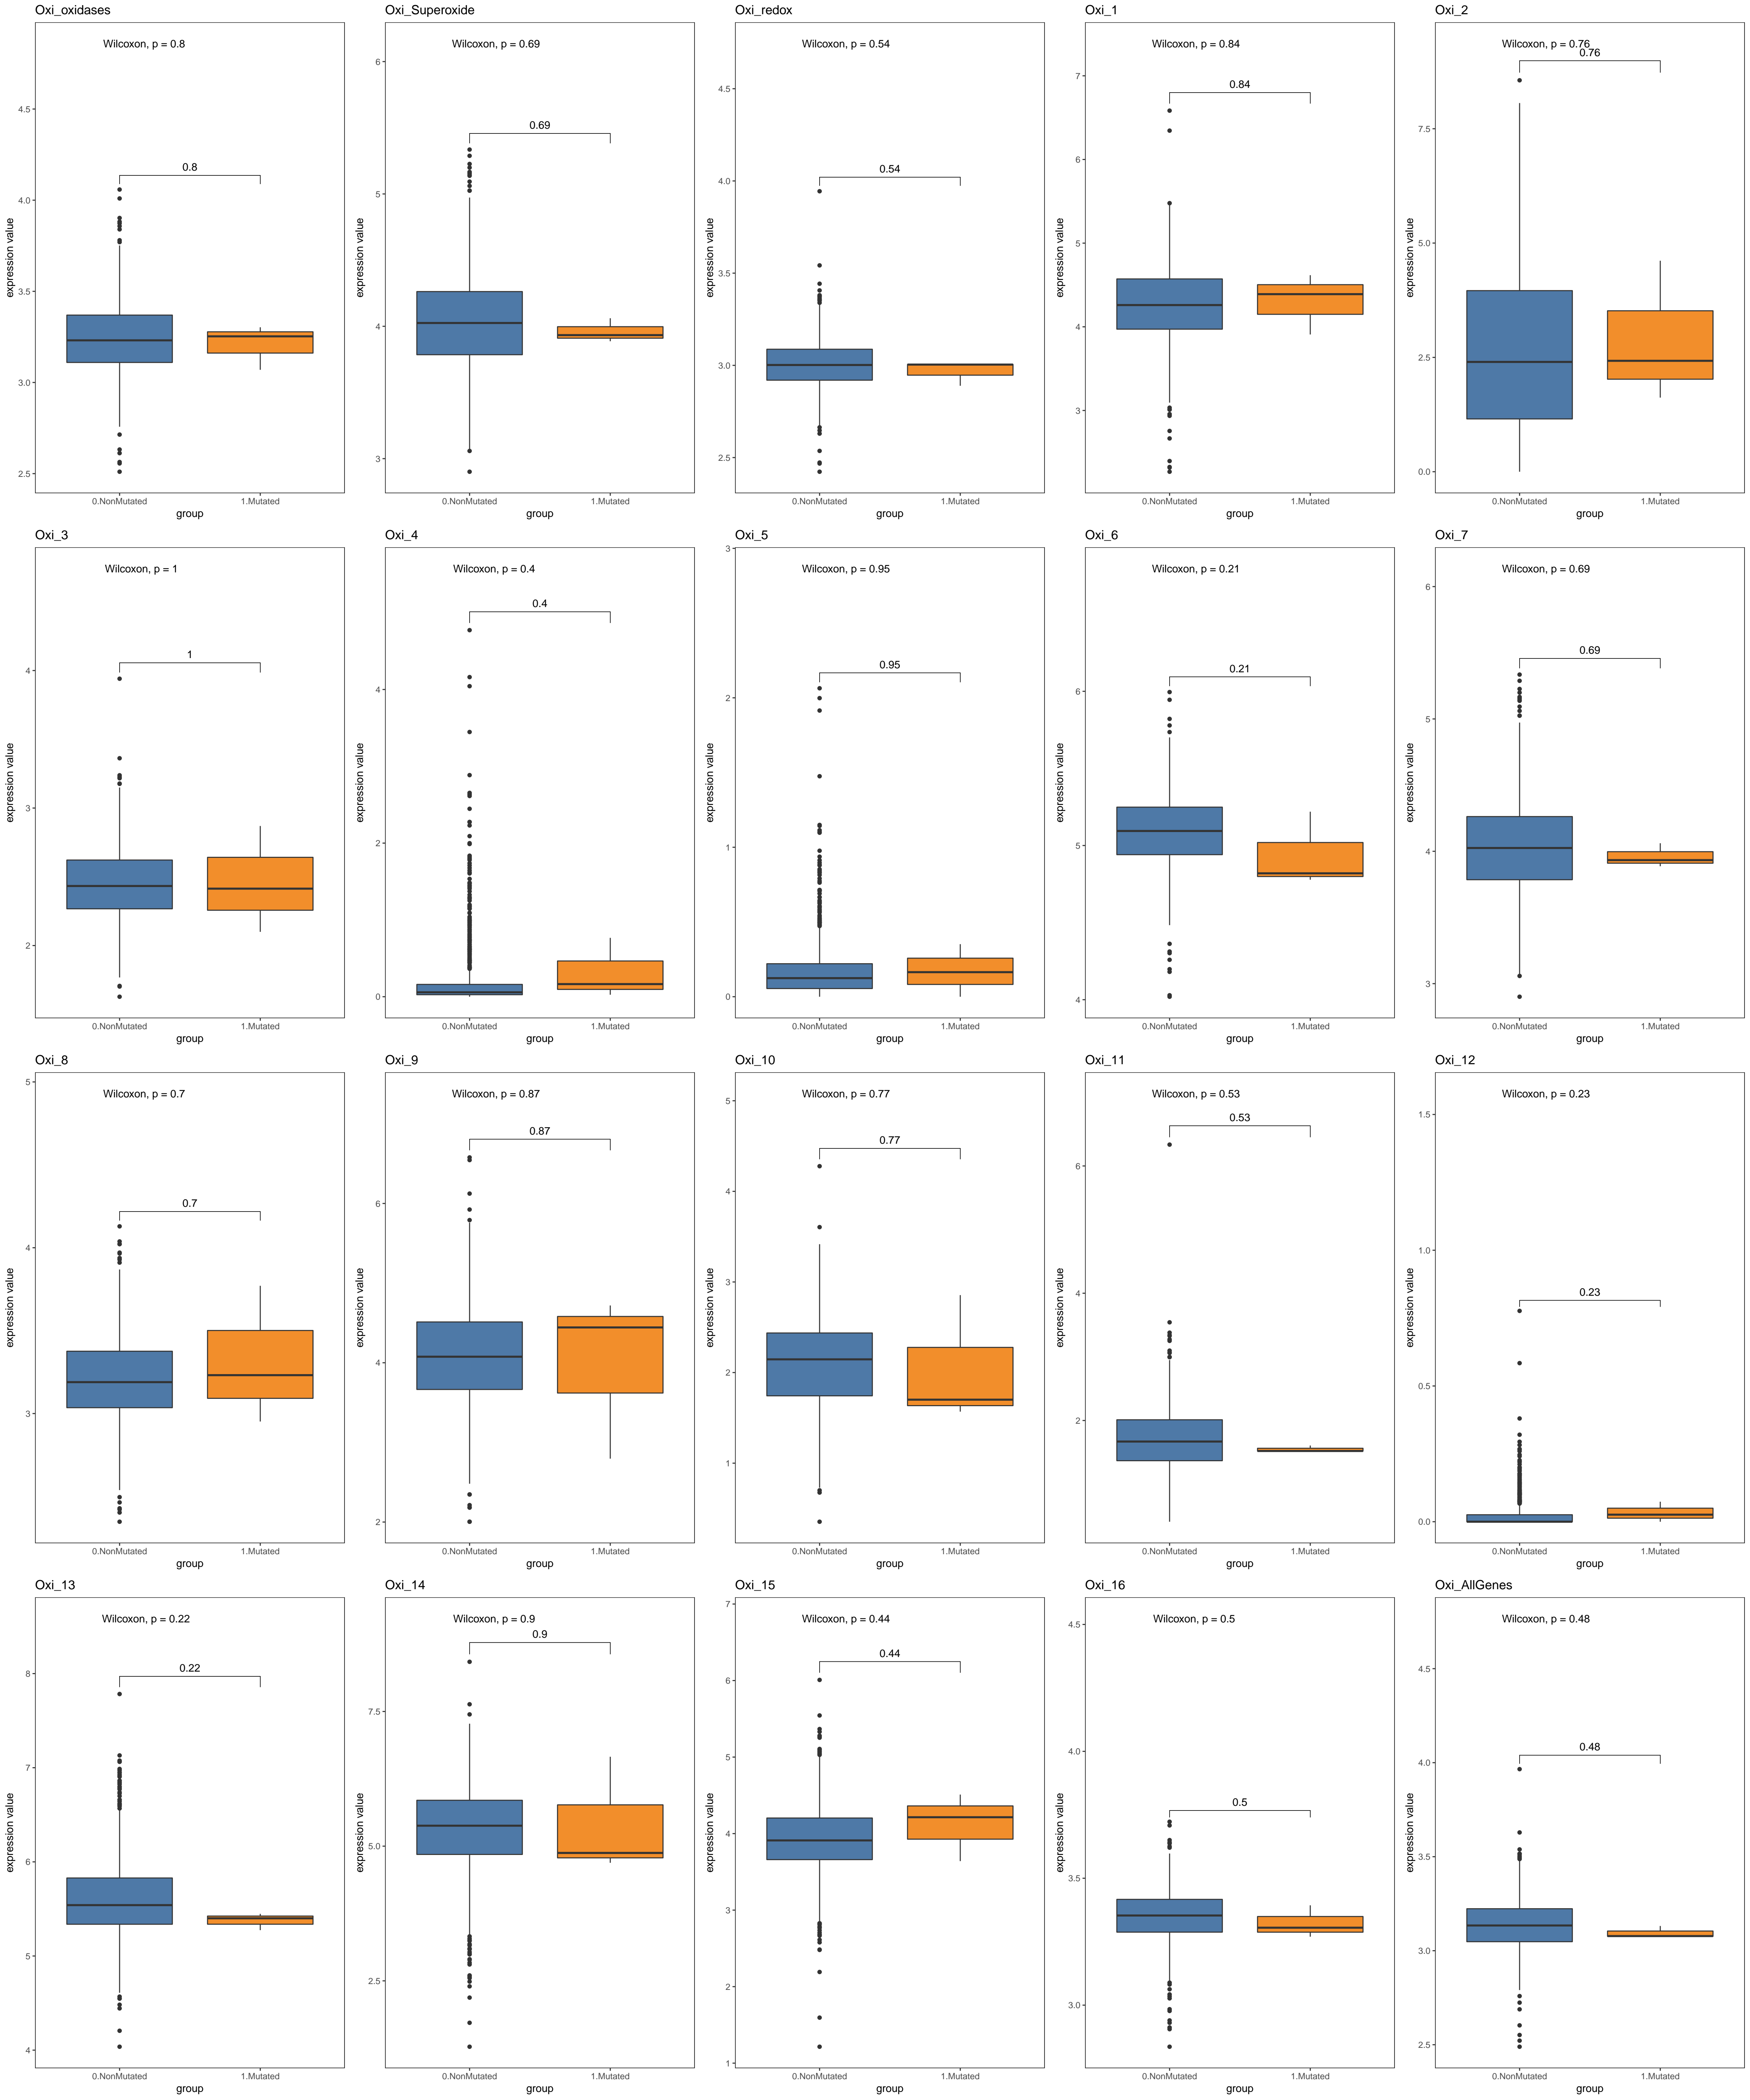 Oxi_oxidases
Wilcoxon, p = 0.8
0.8
expression value
4.5
4.0
3.5
3.0
2.5
0.NonMutated
1.Mutated
group
Oxi_Superoxide
Wilcoxon, p = 0.69
0.69
expression value
6
5
4
3
0.NonMutated
1.Mutated
group
Oxi_redox
Wilcoxon, p = 0.54
0.54
expression value
4.5
4.0
3.5
3.0
2.5
0.NonMutated
1.Mutated
group
Oxi_1
Wilcoxon, p = 0.84
0.84
expression value
7
6
5
4
3
0.NonMutated
1.Mutated
group
Oxi_2
Wilcoxon, p = 0.76
0.76
expression value
7.5
5.0
2.5
0.0
0.NonMutated
1.Mutated
group
Oxi_3
Wilcoxon, p = 1
1
expression value
4
3
2
0.NonMutated
1.Mutated
group
Oxi_4
Wilcoxon, p = 0.4
0.4
expression value
4
2
0
0.NonMutated
1.Mutated
group
Oxi_5
Wilcoxon, p = 0.95
0.95
expression value
3
2
1
0
0.NonMutated
1.Mutated
group
Oxi_6
Wilcoxon, p = 0.21
0.21
expression value
6
5
4
0.NonMutated
1.Mutated
group
Oxi_7
Wilcoxon, p = 0.69
0.69
expression value
6
5
4
3
0.NonMutated
1.Mutated
group
Oxi_8
Wilcoxon, p = 0.7
0.7
expression value
5
4
3
0.NonMutated
1.Mutated
group
Oxi_9
Wilcoxon, p = 0.87
0.87
expression value
6
4
2
0.NonMutated
1.Mutated
group
Oxi_10
Wilcoxon, p = 0.77
0.77
expression value
5
4
3
2
1
0.NonMutated
1.Mutated
group
Oxi_11
Wilcoxon, p = 0.53
0.53
expression value
6
4
2
0.NonMutated
1.Mutated
group
Oxi_12
Wilcoxon, p = 0.23
0.23
expression value
1.5
1.0
0.5
0.0
0.NonMutated
1.Mutated
group
Oxi_13
Wilcoxon, p = 0.22
0.22
expression value
8
7
6
5
4
0.NonMutated
1.Mutated
group
Oxi_14
Wilcoxon, p = 0.9
0.9
expression value
7.5
5.0
2.5
0.NonMutated
1.Mutated
group
Oxi_15
Wilcoxon, p = 0.44
0.44
expression value
7
6
5
4
3
2
1
0.NonMutated
1.Mutated
group
Oxi_16
Wilcoxon, p = 0.5
0.5
expression value
4.5
4.0
3.5
3.0
0.NonMutated
1.Mutated
group
Oxi_AllGenes
Wilcoxon, p = 0.48
0.48
expression value
4.5
4.0
3.5
3.0
2.5
0.NonMutated
1.Mutated
group